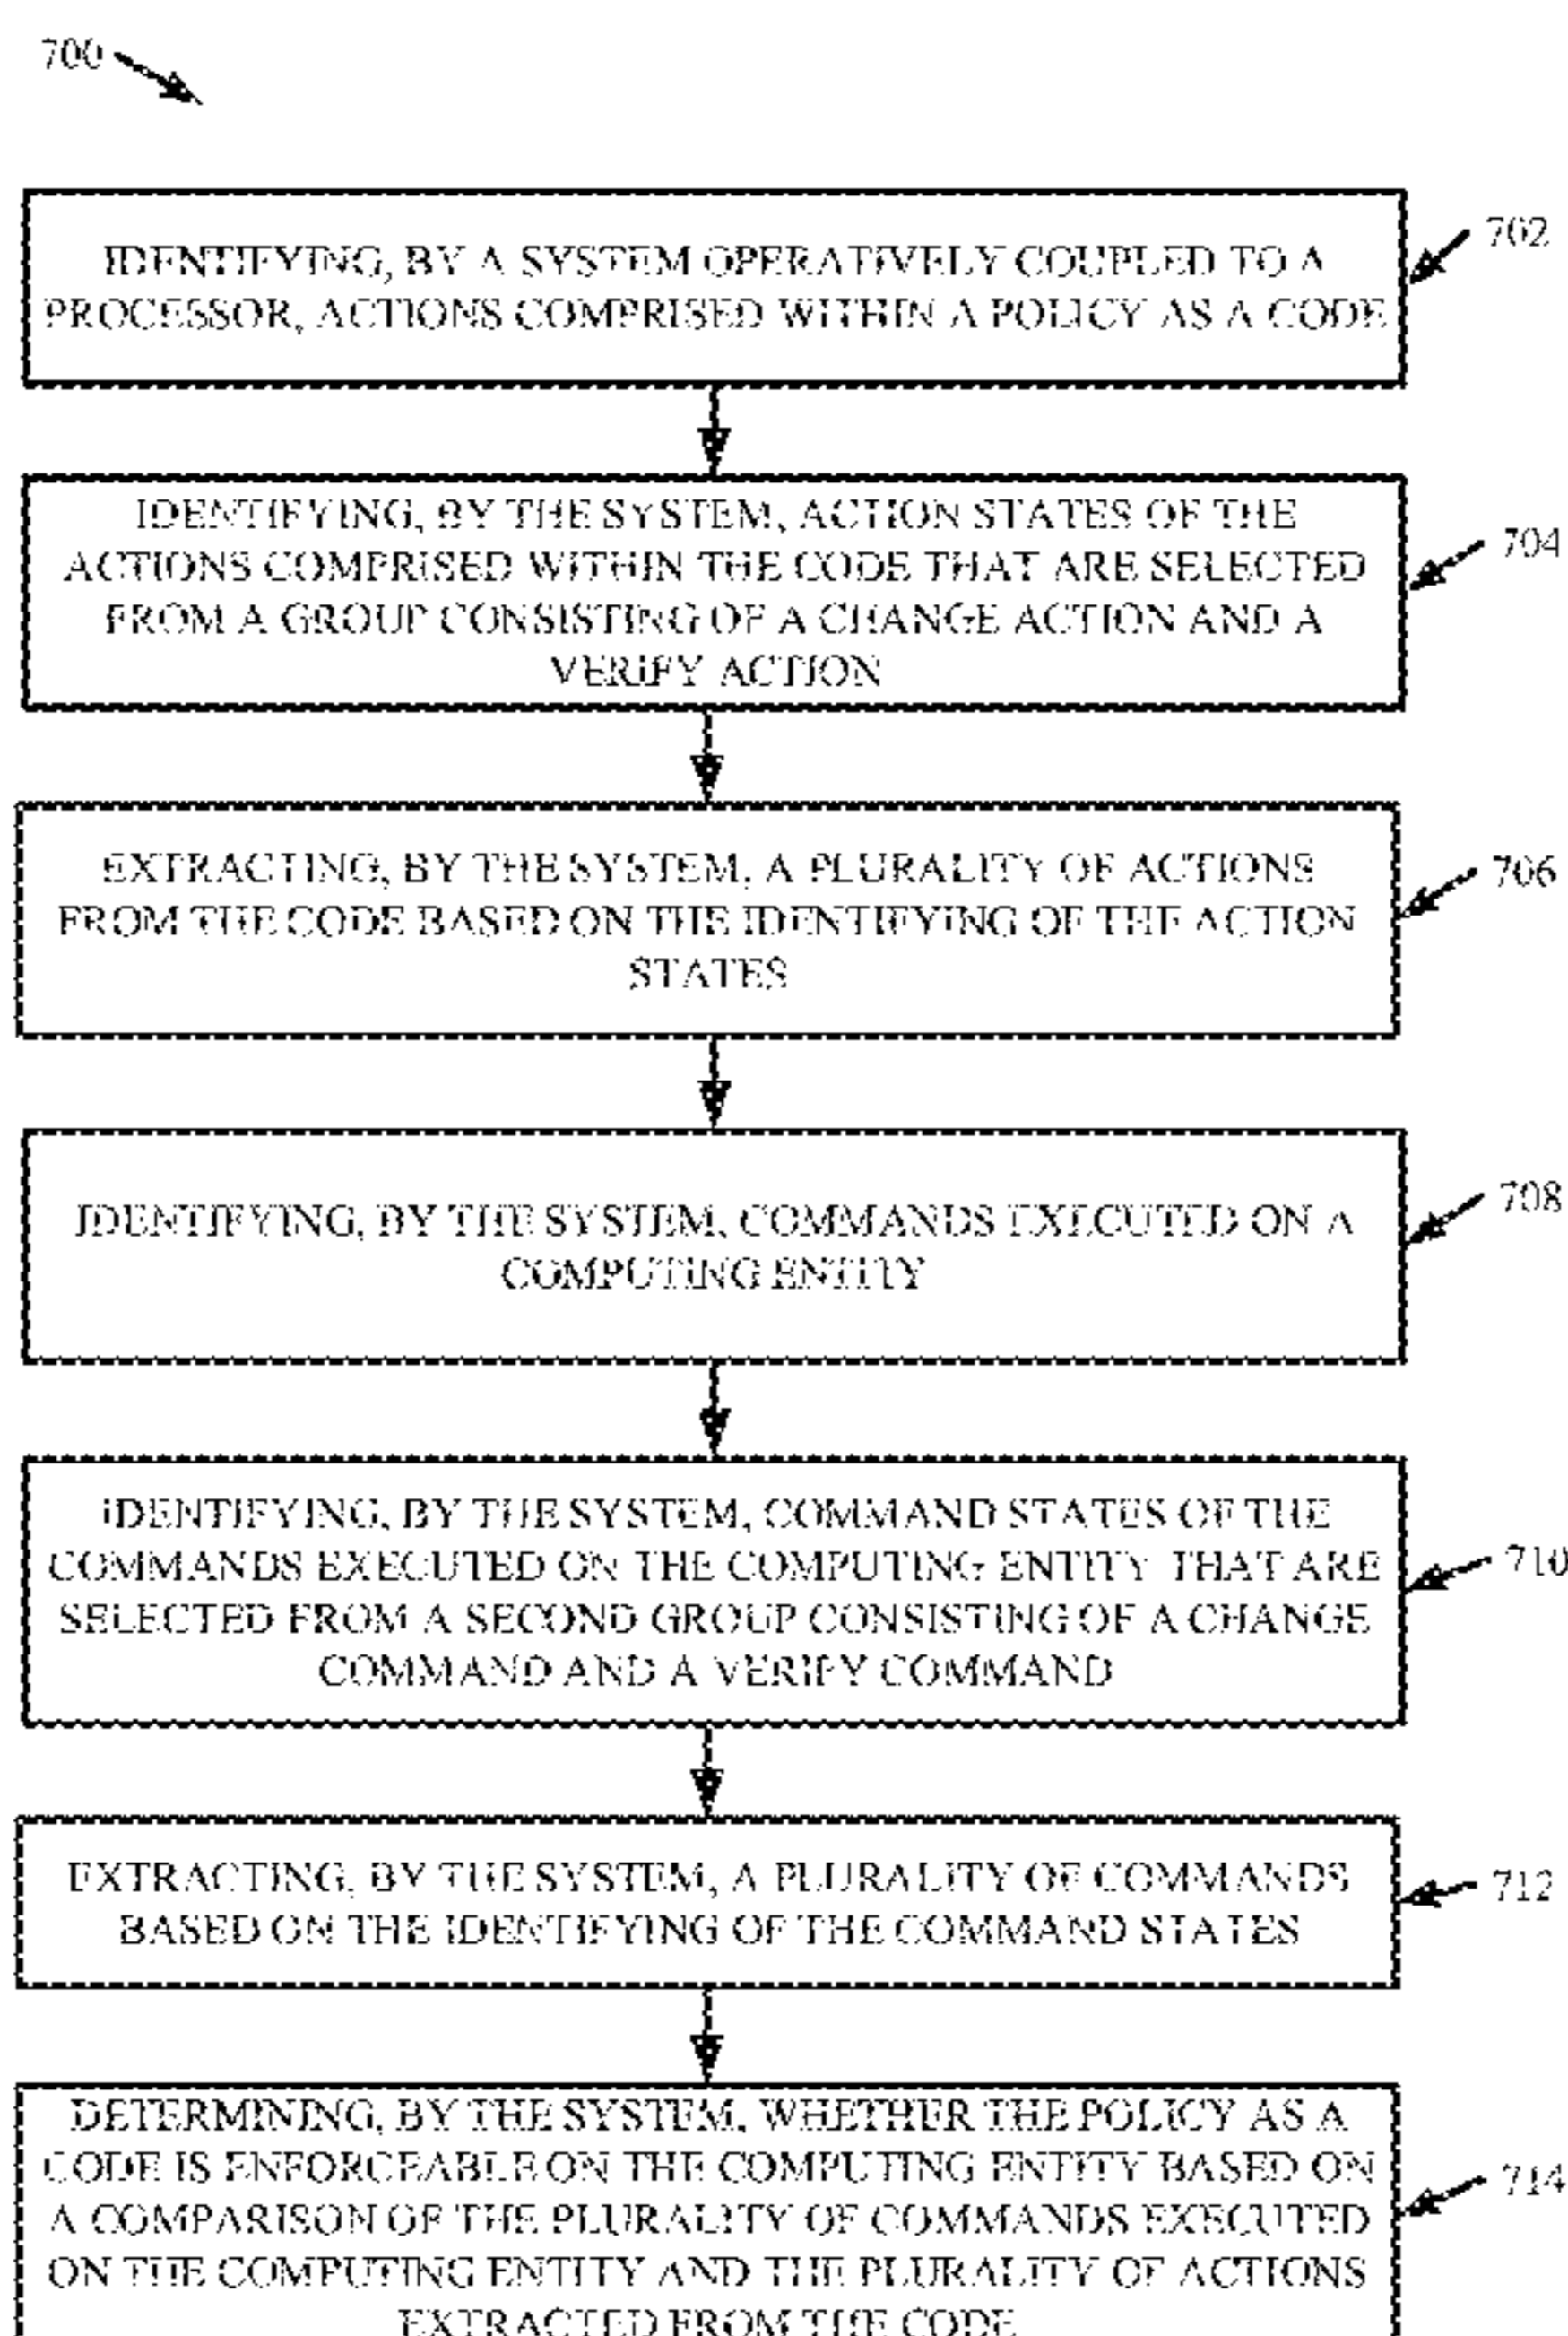 700
IDENTIFYING, BY A SYSTEM OPERATIVELY COUPLED TO A
PROCESSOR, ACTIONS COMPRISED WITHIN A POLICY AS A CODE
702
IDENTIFYING, BY THE SYSTEM, ACTION STATES OF THE
ACTIONS COMPRISED WITHIN THE CODE THAT ARE SELECTED
FROM A GROUP CONSISTING OF A CHANGE ACTION AND A
VERIFY ACTION
704
EXTRACTING, BY THE SYSTEM, A PLURALITY OF ACTIONS
FROM THE CODE BASED ON THE IDENTIFYING OF THE ACTION
STATES
706
IDENTIFYING, BY THE SYSTEM, COMMANDS EXECUTED ON A
COMPUTING ENTITY
708
IDENTIFYING, BY THE SYSTEM, COMMAND STATES OF THE
COMMANDS EXECUTED ON THE COMPUTING ENTITY THAT ARE
SELECTED FROM A SECOND GROUP CONSISTING OF A CHANGE
COMMAND AND A VERIFY COMMAND
710
EXTRACTING, BY THE SYSTEM, A PLURALITY OF COMMANDS
BASED ON THE IDENTIFYING OF THE COMMAND STATES
712
DETERMINING, BY THE SYSTEM, WHETHER THE POLICY AS A
CODE IS ENFORCEABLE ON THE COMPUTING ENTITY BASED ON
A COMPARISON OF THE PLURALITY OF COMMANDS EXECUTED
ON THE COMPUTING ENTITY AND THE PLURALITY OF ACTIONS
EXTRACTED FROM THE CODE
714